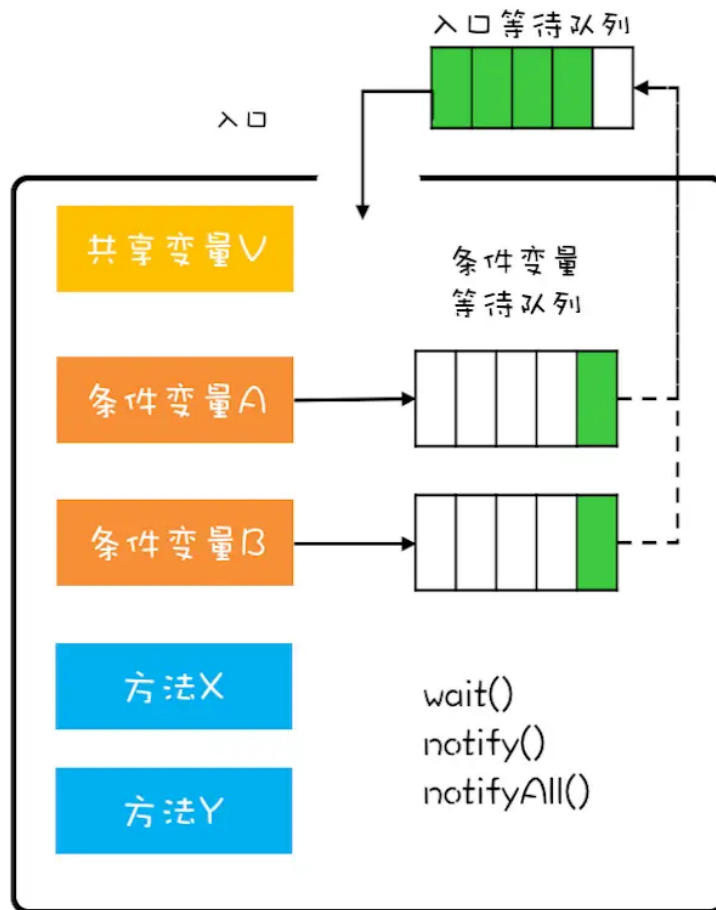 入口等待队列
入口
共享变量V
条件变量
等待队列
条件变量A
条件变量B
方法X
wait()
notify()
notifyAll()
方法Y